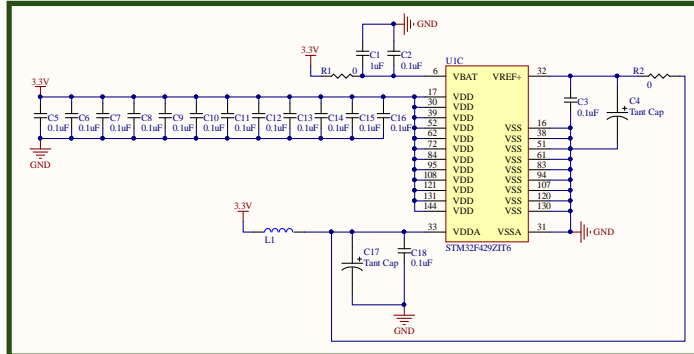 GND
3.3V
C1
1uF
C2
0.1uF
U1C
R1
0
6
VBAT
VREF+
32
R2
0
3.3V
17
VDD
30
VDD
39
VDD
52
VDD
62
VDD
72
VDD
84
VDD
95
VDD
108
VDD
121
VDD
131
VDD
144
VDD
C5
0.1uF
C6
0.1uF
C7
0.1uF
C8
0.1uF
C9
0.1uF
C10
0.1uF
C11
0.1uF
C12
0.1uF
C13
0.1uF
C14
0.1uF
C15
0.1uF
C16
0.1uF
GND
VSS
16
VSS
38
VSS
51
VSS
61
VSS
83
VSS
94
VSS
107
VSS
120
VSS
130
C3
0.1uF
C4
+
Tant Cap
3.3V
L1
33
VDDA
VSSA
31
GND
STM32F429ZIT6
C17
+
Tant Cap
C18
0.1uF
GND